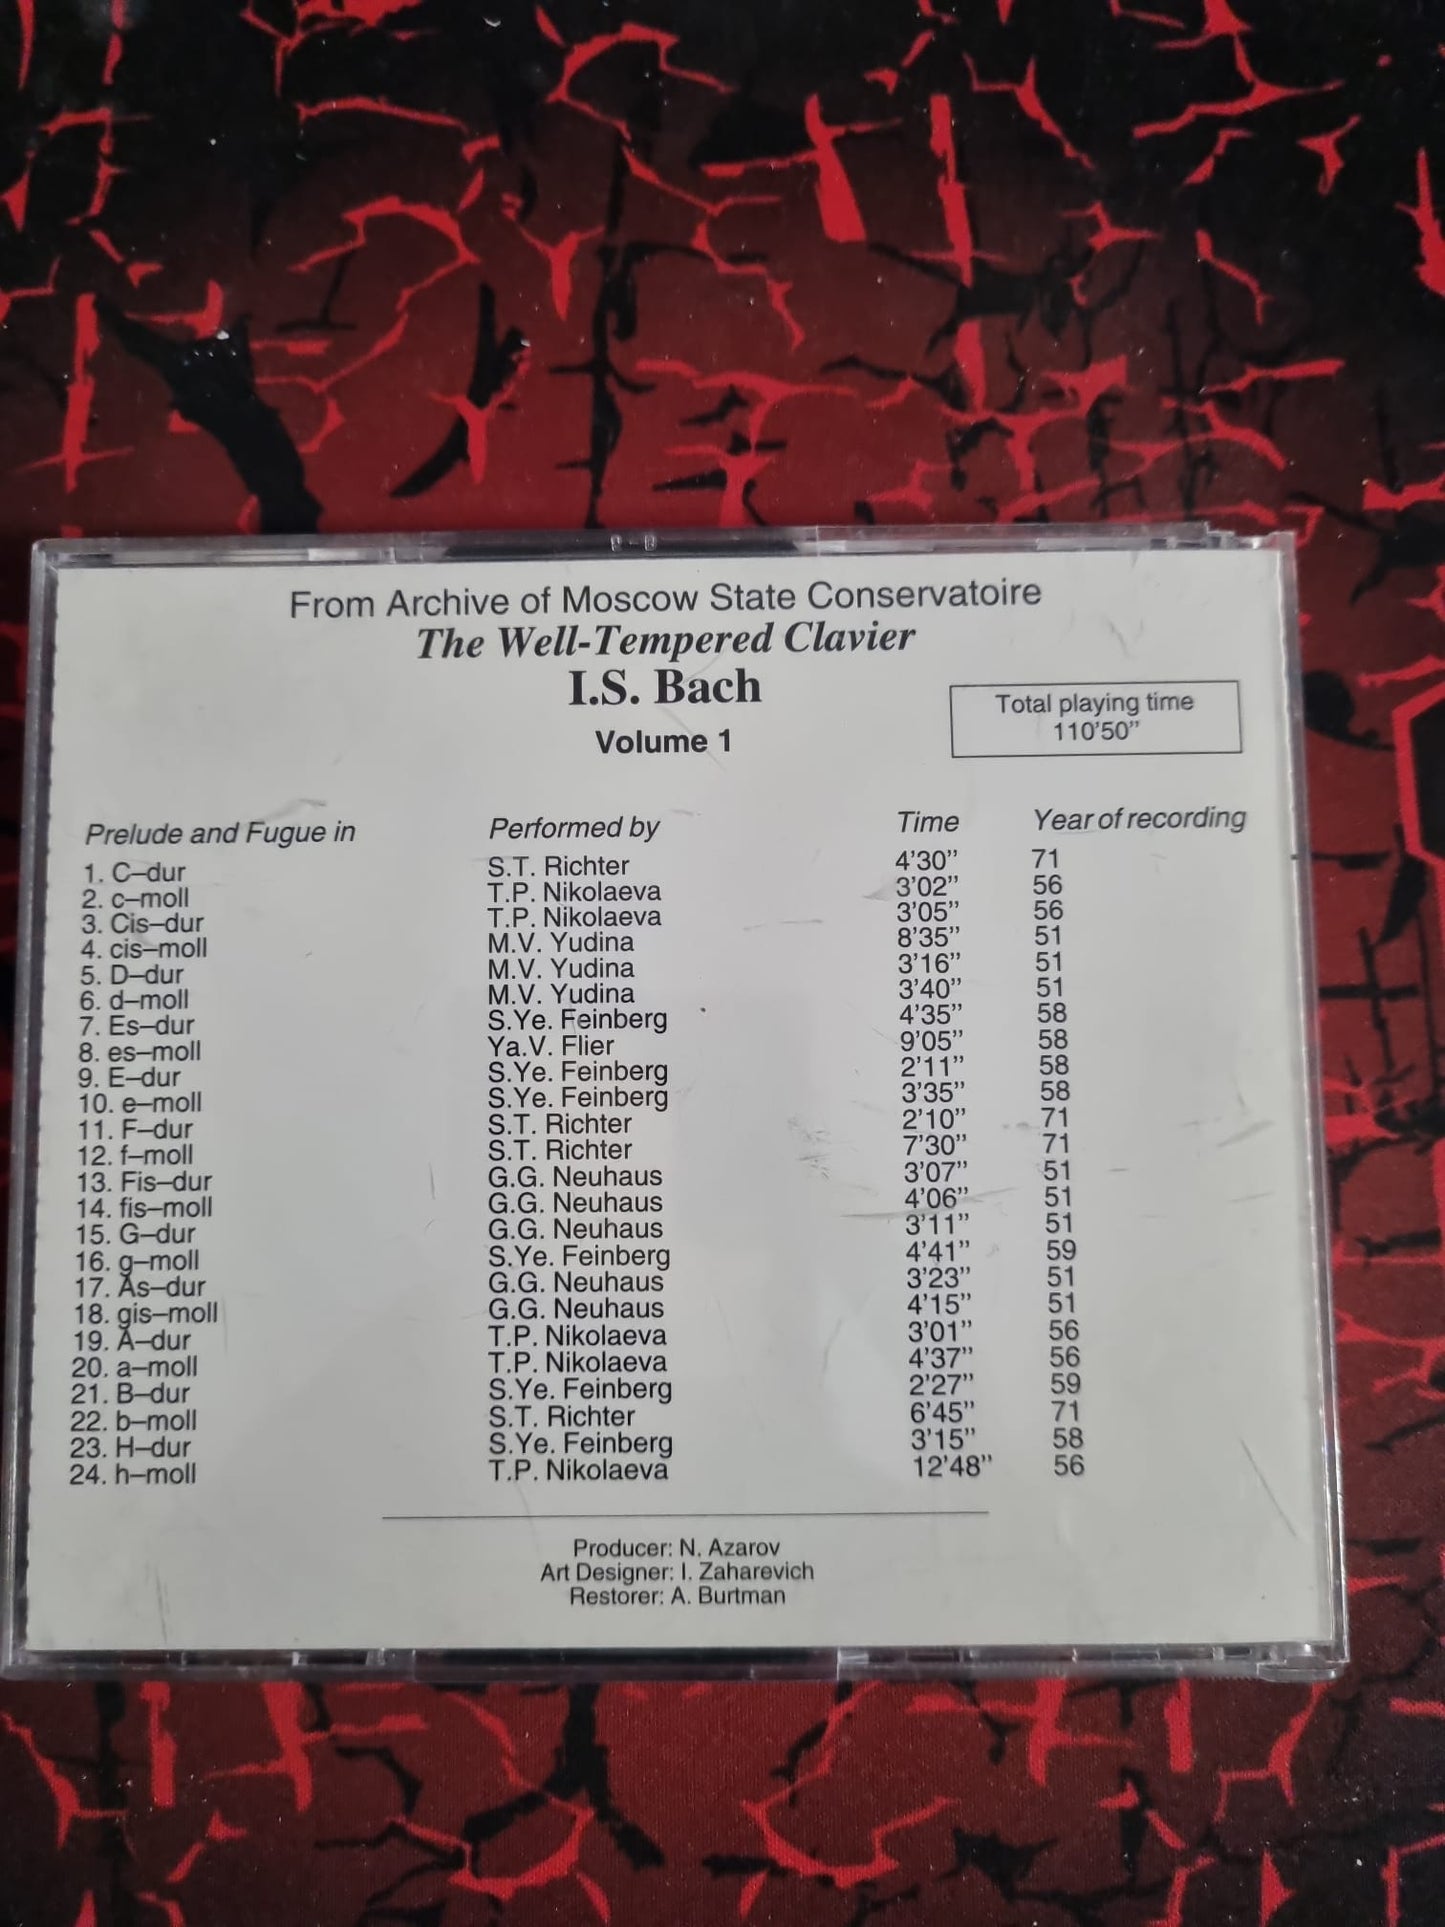 From Archive of Moscow State Conservatoire
The Well-Tempered Clavier
I.S. Bach
Volume 1
Total playing time
110'50”
Prelude and Fugue in Performed by Time Year of recording
1. C–dur S.T. Richter 4'30” 71
2. c–moll T.P. Nikolaeva 3'02” 56
3. Cis–dur T.P. Nikolaeva 3'05” 56
4. cis–moll M.V. Yudina 8'35” 51
5. D–dur M.V. Yudina 3'16” 51
6. d–moll M.V. Yudina 3'40” 51
7. Es–dur S.Ye. Feinberg 4'35” 58
8. es–moll Ya.V. Flier 9'05” 58
9. E–dur S.Ye. Feinberg 2'11” 58
10. e–moll S.Ye. Feinberg 3'35” 58
11. F–dur S.T. Richter 2'10” 71
12. f–moll S.T. Richter 7'30” 71
13. Fis–dur G.G. Neuhaus 3'07” 51
14. fis–moll G.G. Neuhaus 4'06” 51
15. G–dur G.G. Neuhaus 3'11” 51
16. g–moll S.Ye. Feinberg 4'41” 59
17. As–dur G.G. Neuhaus 3'23” 51
18. gis–moll G.G. Neuhaus 4'15” 51
19. A–dur T.P. Nikolaeva 3'01” 56
20. a–moll T.P. Nikolaeva 4'37” 56
21. B–dur S.Ye. Feinberg 2'27” 59
22. b–moll S.T. Richter 6'45” 71
23. H–dur S.Ye. Feinberg 3'15” 58
24. h–moll T.P. Nikolaeva 12'48” 56
Producer: N. Azarov
Art Designer: I. Zaharevich
Restorer: A. Burtman